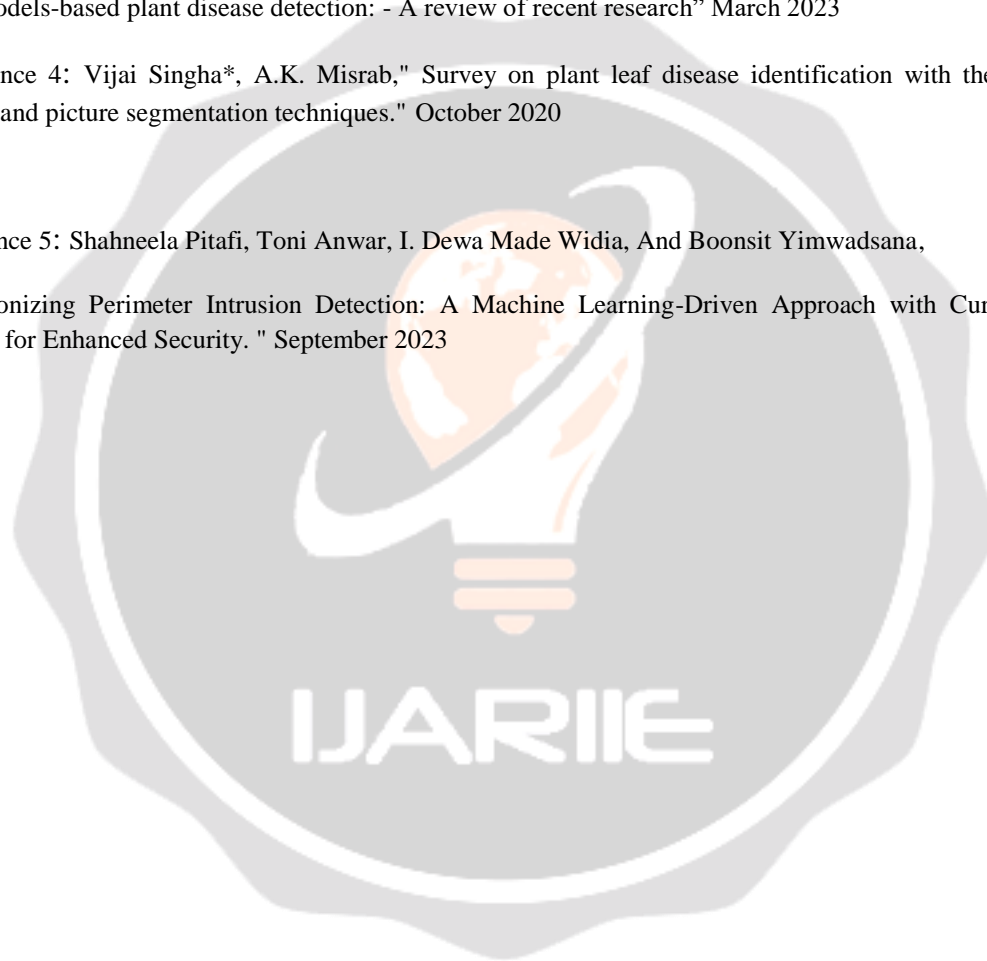 odels-based plant disease detection: - A review of recent research” March 2023
nce 4: Vijai Singha*, A.K. Misrab," Survey on plant leaf disease identification with the
and picture segmentation techniques." October 2020
nce 5: Shahneela Pitafi, Toni Anwar, I. Dewa Made Widia, And Boonsit Yimwadsana,
onizing Perimeter Intrusion Detection: A Machine Learning-Driven Approach with Cur
for Enhanced Security. " September 2023
IJARIIE